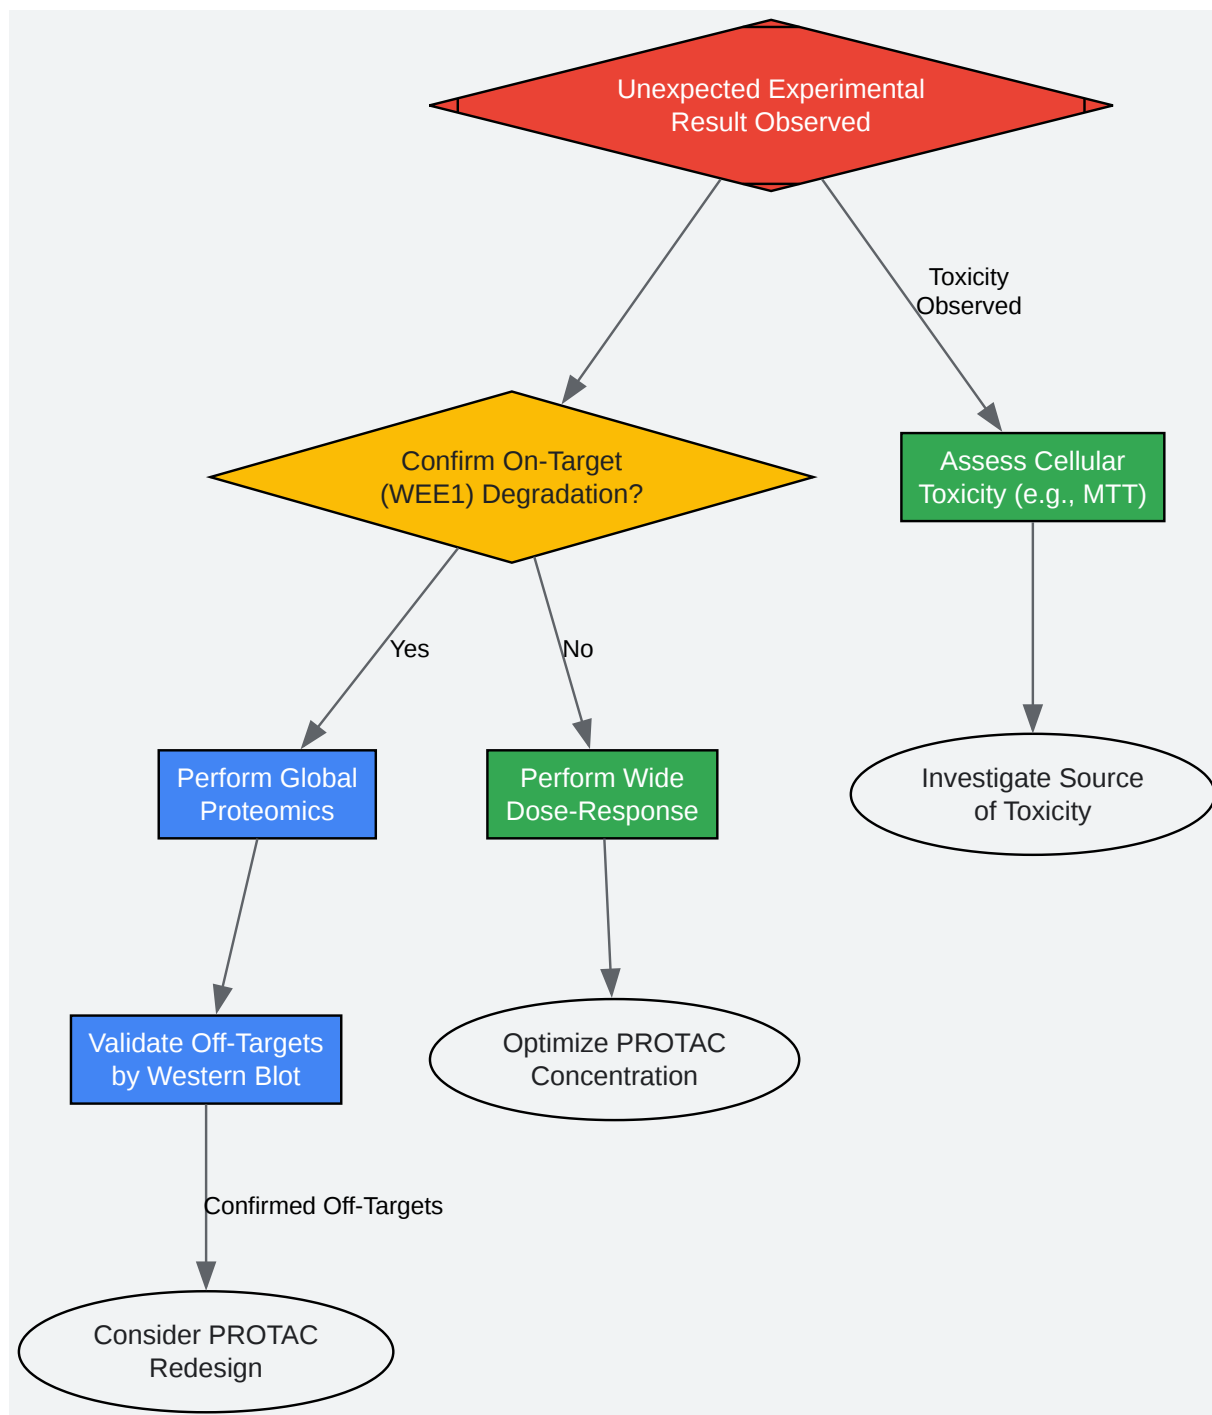 Unexpected Experimental
Result Observed
Toxicity
Observed
Confirm On-Target
(WEE1) Degradation?
Assess Cellular
Toxicity (e.g., MTT)
Yes
No
Perform Global
Proteomics
Perform Wide
Dose-Response
Investigate Source
of Toxicity
Validate Off-Targets
by Western Blot
Optimize PROTAC
Concentration
Confirmed Off-Targets
Consider PROTAC
Redesign